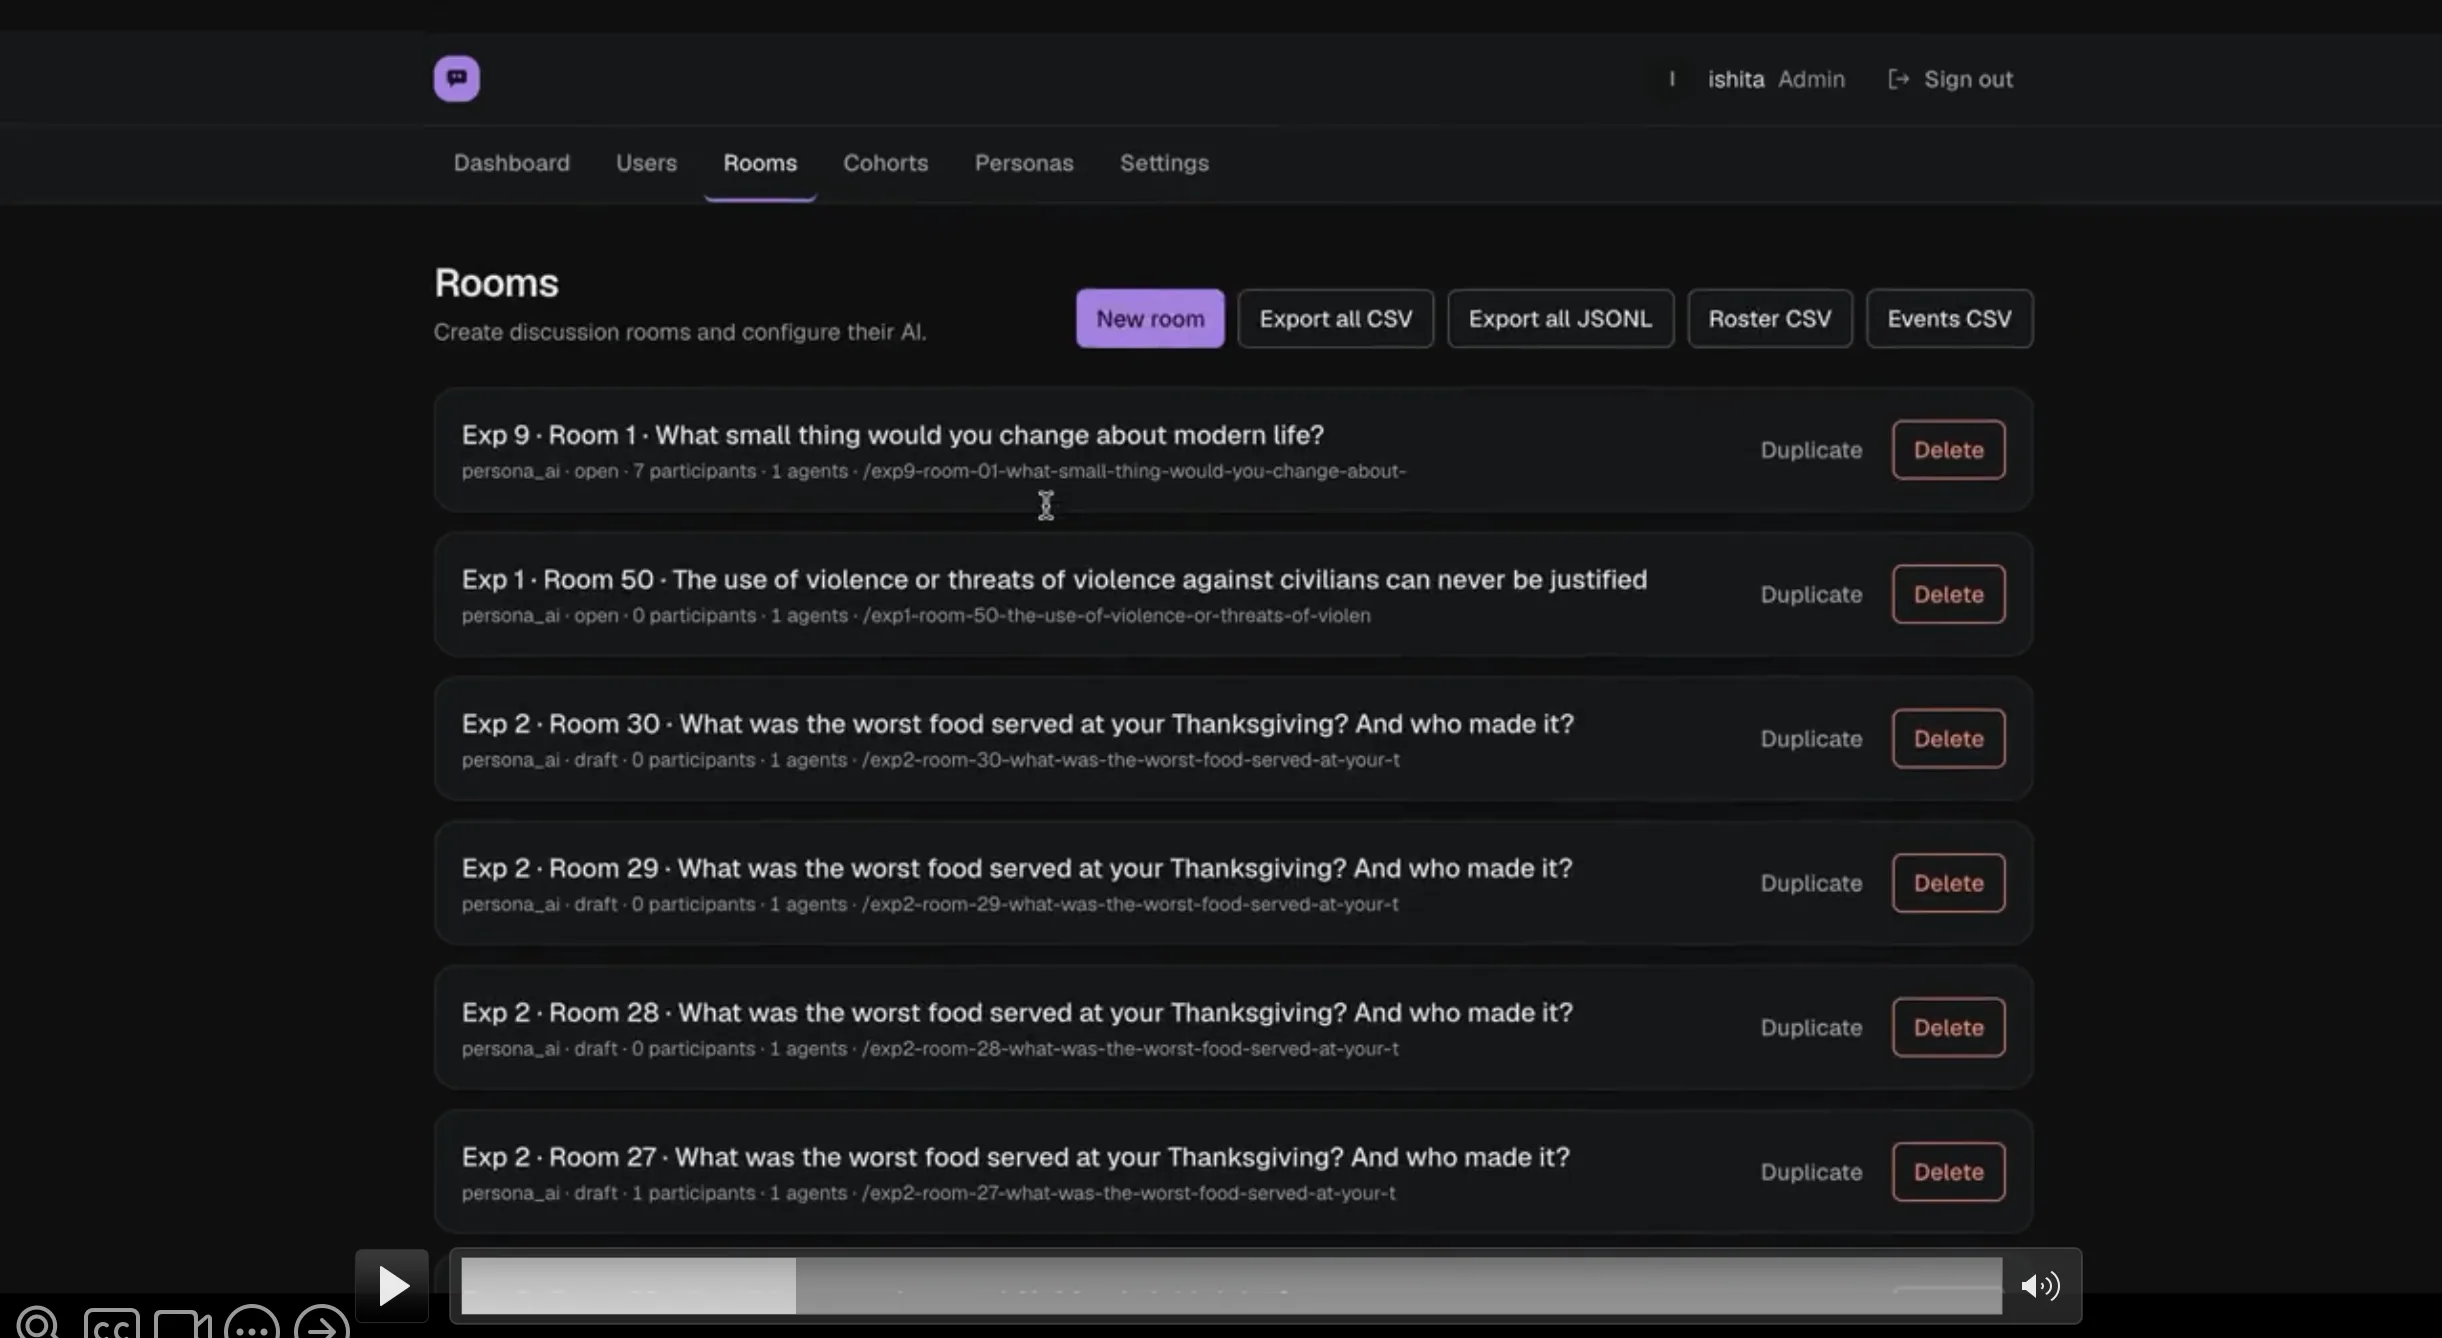 ishita Admin Sign out
Dashboard Users Rooms Cohorts Personas Settings
Rooms
Create discussion rooms and configure their AI.
New room Export all CSV Export all JSONL Roster CSV Events CSV
Exp 9 · Room 1 · What small thing would you change about modern life?
persona_ai · open · 7 participants · 1 agents · /exp9-room-01-what-small-thing-would-you-change-about-
Duplicate Delete
Exp 1 · Room 50 · The use of violence or threats of violence against civilians can never be justified
persona_ai · open · 0 participants · 1 agents · /exp1-room-50-the-use-of-violence-or-threats-of-violen
Duplicate Delete
Exp 2 · Room 30 · What was the worst food served at your Thanksgiving? And who made it?
persona_ai · draft · 0 participants · 1 agents · /exp2-room-30-what-was-the-worst-food-served-at-your-t
Duplicate Delete
Exp 2 · Room 29 · What was the worst food served at your Thanksgiving? And who made it?
persona_ai · draft · 0 participants · 1 agents · /exp2-room-29-what-was-the-worst-food-served-at-your-t
Duplicate Delete
Exp 2 · Room 28 · What was the worst food served at your Thanksgiving? And who made it?
persona_ai · draft · 0 participants · 1 agents · /exp2-room-28-what-was-the-worst-food-served-at-your-t
Duplicate Delete
Exp 2 · Room 27 · What was the worst food served at your Thanksgiving? And who made it?
persona_ai · draft · 1 participants · 1 agents · /exp2-room-27-what-was-the-worst-food-served-at-your-t
Duplicate Delete
CC